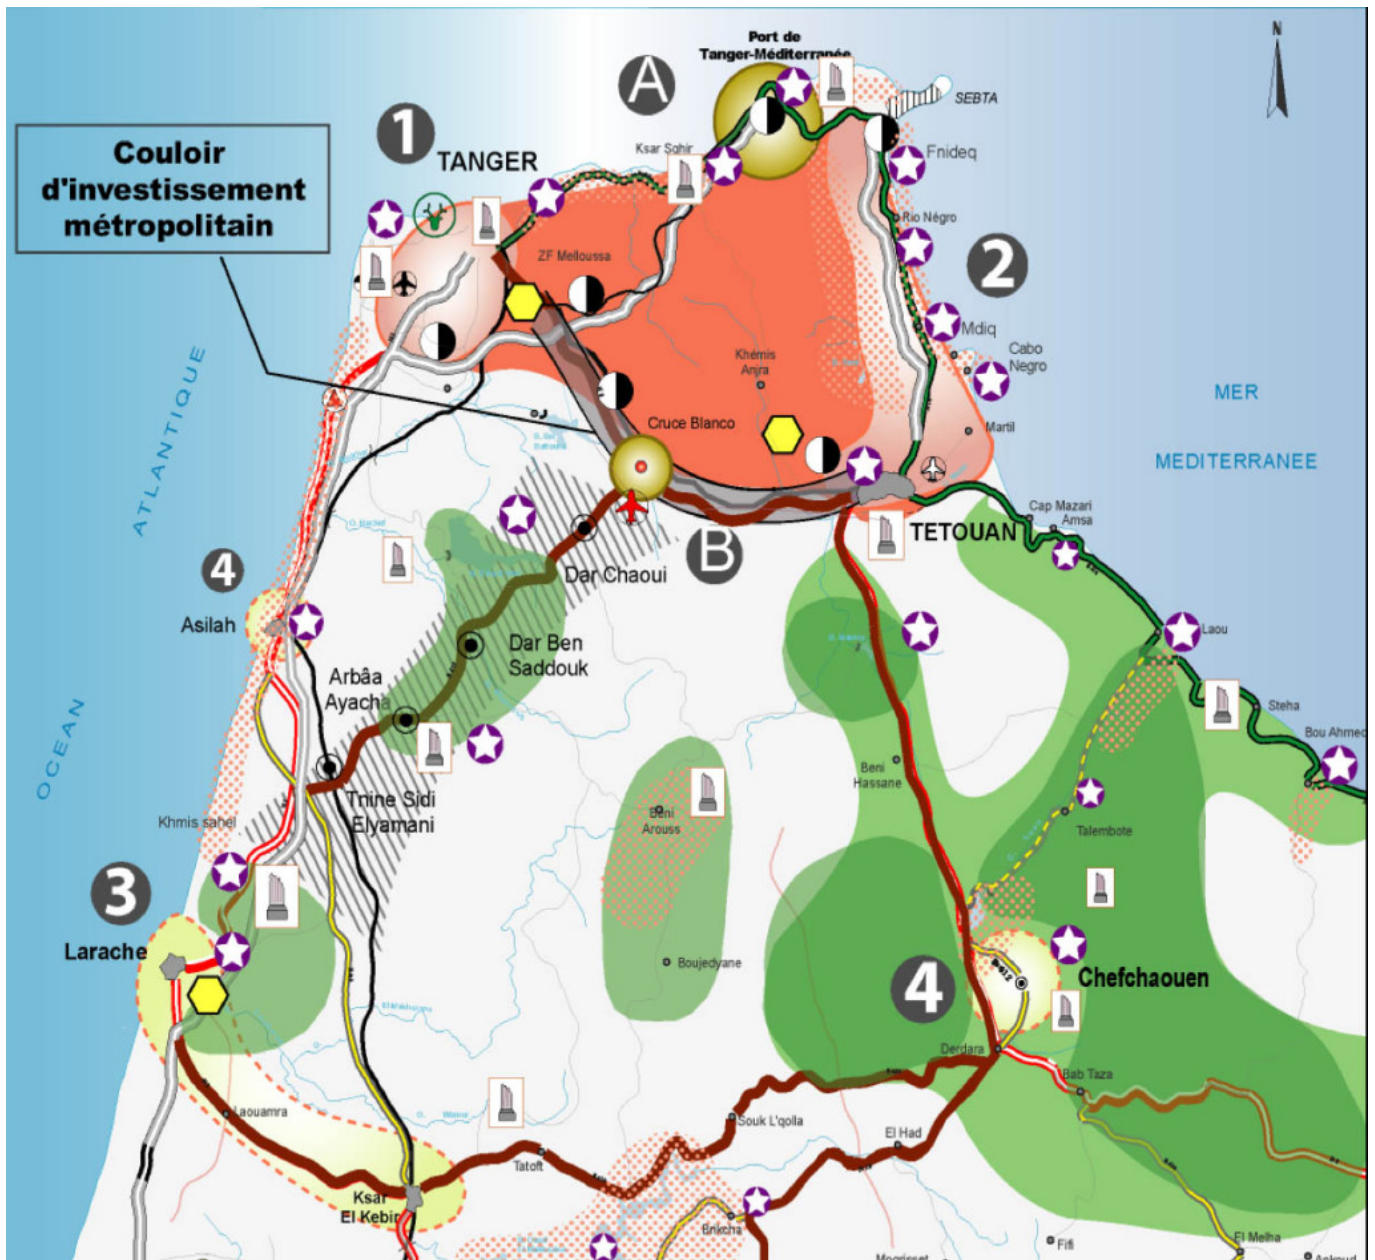 N
Port de
Tanger-Méditerranée
A
SEBTA
1
TANGER
Ksar Sghir
Fnideq
Couloir
d'investissement
métropolitain
Rio Négro
ZF Melloussa
2
Mdiq
Cabo
Negro
Khémis
Anjra
MER
ATLANTIQUE
Cruce Blanco
Martil
MEDITERRANEE
Cap Mazari
Amsa
TETOUAN
B
Dar Chaoui
4
Asilah
Laou
Dar Ben
Saddouk
Arbâa
Ayacha
Steha
OCEAN
Bou Ahmed
Beni
Hassane
Tnine Sidi
Elyamani
Khmis sahel
Beni
Arouss
Talembote
3
Larache
Boujedyane
4
Chefchaouen
Derdara
Bab Taza
Laouamra
Souk L'qolla
El Had
Tatoft
Ksar
El Kebir
Brikcha
El Melha
Fifi